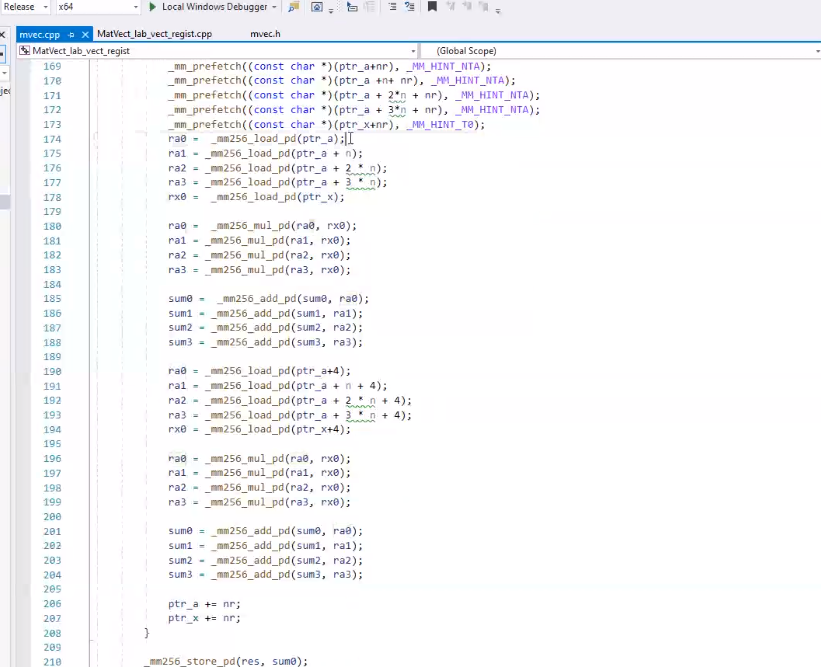 Release x64 Local Windows Debugger
mvec.cpp MatVect_lab_vect_regist.cpp mvec.h
MatVect_lab_vect_regist (Global Scope)
169 _mm_prefetch((const char *)(ptr_a+nr), _MM_HINT_NTA);
170 _mm_prefetch((const char *)(ptr_a +n+ nr), _MM_HINT_NTA);
171 _mm_prefetch((const char *)(ptr_a + 2*n + nr), _MM_HINT_NTA);
172 _mm_prefetch((const char *)(ptr_a + 3*n + nr), _MM_HINT_NTA);
173 _mm_prefetch((const char *)(ptr_x+nr), _MM_HINT_T0);
174 ra0 = _mm256_load_pd(ptr_a);
175 ra1 = _mm256_load_pd(ptr_a + n);
176 ra2 = _mm256_load_pd(ptr_a + 2 * n);
177 ra3 = _mm256_load_pd(ptr_a + 3 * n);
178 rx0 = _mm256_load_pd(ptr_x);
179
180 ra0 = _mm256_mul_pd(ra0, rx0);
181 ra1 = _mm256_mul_pd(ra1, rx0);
182 ra2 = _mm256_mul_pd(ra2, rx0);
183 ra3 = _mm256_mul_pd(ra3, rx0);
184
185 sum0 = _mm256_add_pd(sum0, ra0);
186 sum1 = _mm256_add_pd(sum1, ra1);
187 sum2 = _mm256_add_pd(sum2, ra2);
188 sum3 = _mm256_add_pd(sum3, ra3);
189
190 ra0 = _mm256_load_pd(ptr_a+4);
191 ra1 = _mm256_load_pd(ptr_a + n + 4);
192 ra2 = _mm256_load_pd(ptr_a + 2 * n + 4);
193 ra3 = _mm256_load_pd(ptr_a + 3 * n + 4);
194 rx0 = _mm256_load_pd(ptr_x+4);
195
196 ra0 = _mm256_mul_pd(ra0, rx0);
197 ra1 = _mm256_mul_pd(ra1, rx0);
198 ra2 = _mm256_mul_pd(ra2, rx0);
199 ra3 = _mm256_mul_pd(ra3, rx0);
200
201 sum0 = _mm256_add_pd(sum0, ra0);
202 sum1 = _mm256_add_pd(sum1, ra1);
203 sum2 = _mm256_add_pd(sum2, ra2);
204 sum3 = _mm256_add_pd(sum3, ra3);
205
206 ptr_a += nr;
207 ptr_x += nr;
208 }
209
210 _mm256_store_pd(res, sum0);